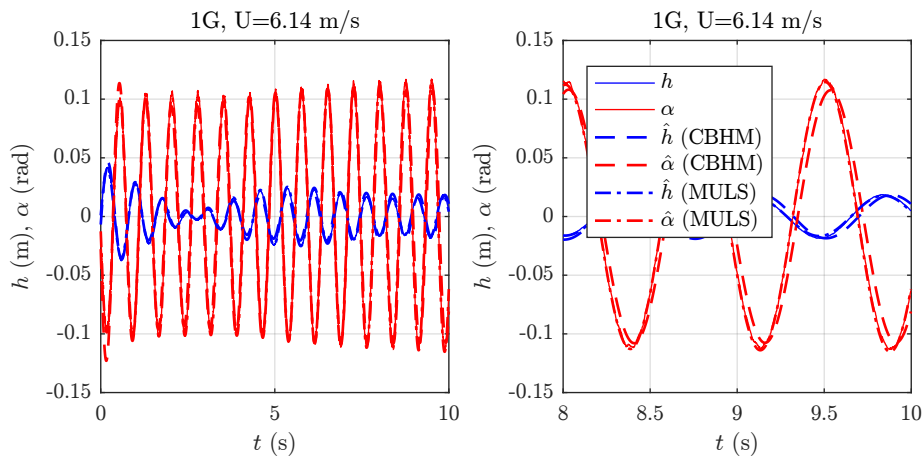 1G, U=6.14 m/s
0.15
0.1
0.05
0
-0.05
-0.1
-0.15
h (m), α (rad)
0
5
10
t (s)
1G, U=6.14 m/s
0.15
0.1
0.05
0
-0.05
-0.1
-0.15
h (m), α (rad)
h
α
ĥ (CBHM)
α̂ (CBHM)
ĥ (MULS)
α̂ (MULS)
8
8.5
9
9.5
10
t (s)